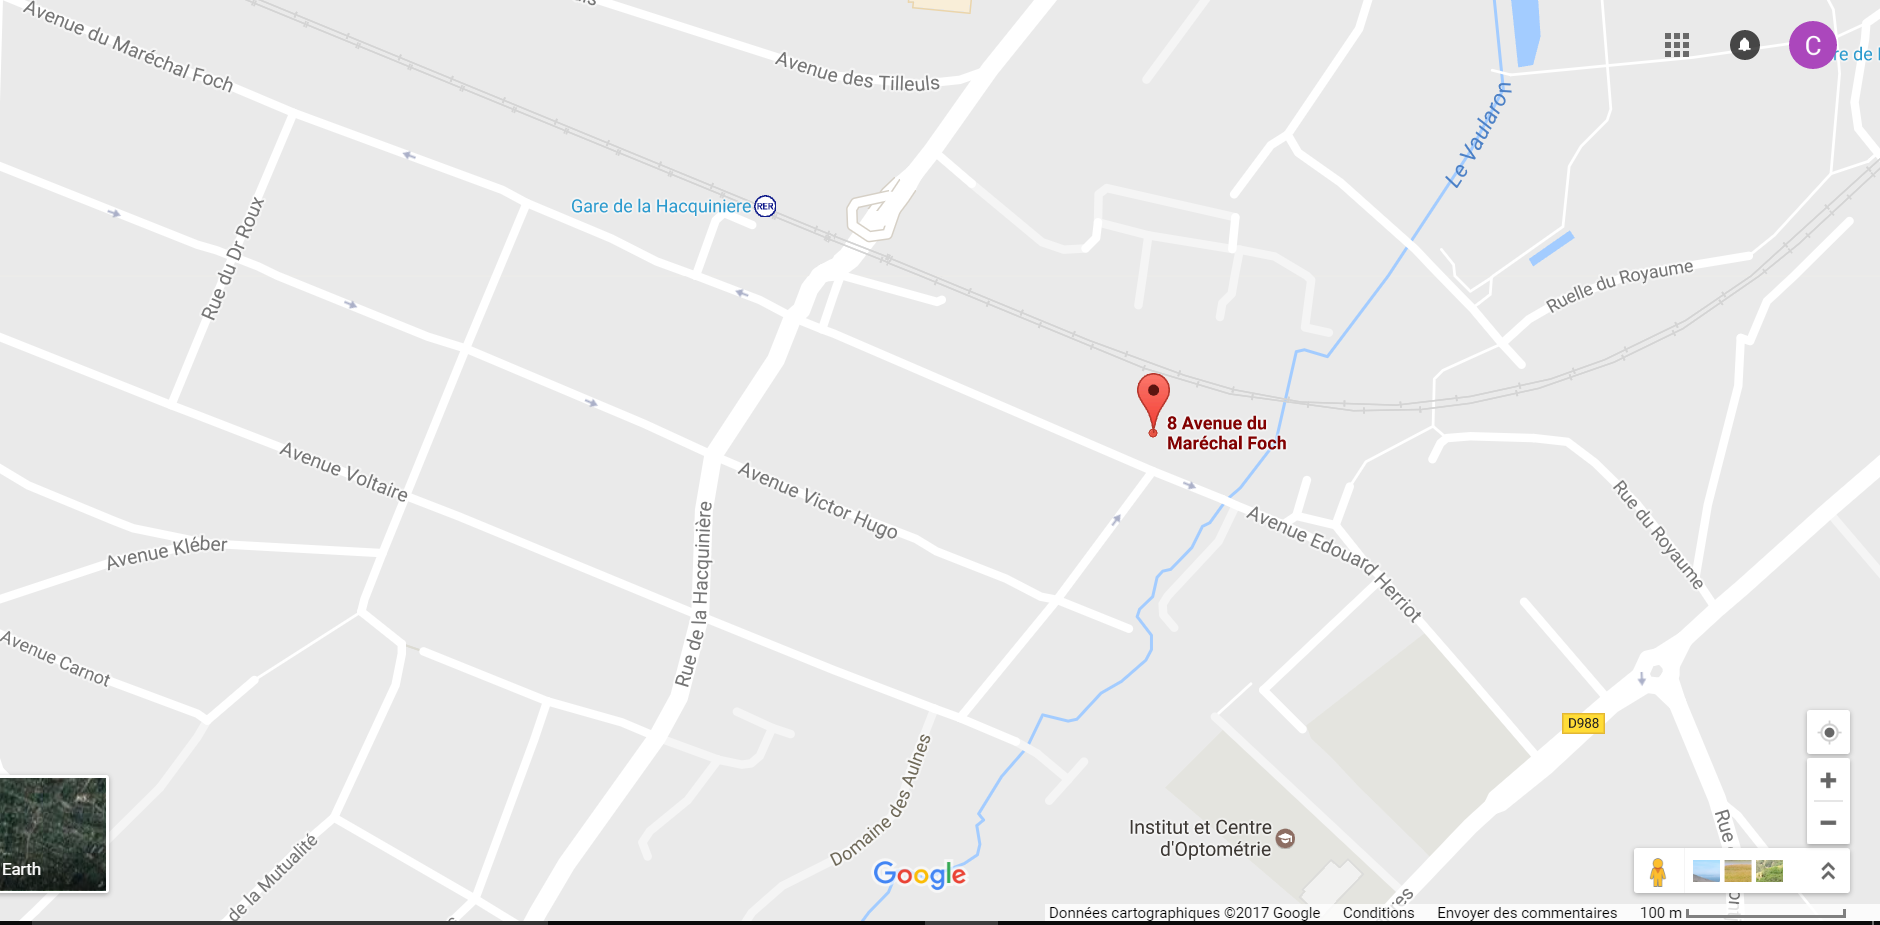 Avenue du Maréchal Foch
Avenue des Tilleuls
C
Le Vaularon
Gare de la Hacquiniere
RER
Rue du Dr Roux
Ruelle du Royaume
8 Avenue du
Maréchal Foch
Avenue Voltaire
Avenue Victor Hugo
Rue de la Hacquinière
Avenue Edouard Herriot
Rue du Royaume
Avenue Kléber
Avenue Carnot
D988
Domaine des Aulnes
Institut et Centre
d'Optométrie
Rue
de la Mutualité
Earth
Google
Données cartographiques ©2017 Google Conditions Envoyer des commentaires 100 m